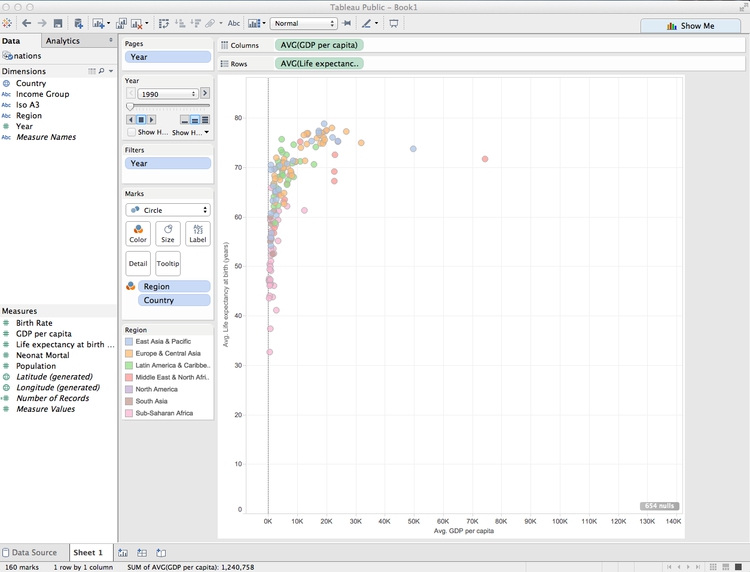 Tableau Public - Book1
Abc
Normal
Show Me
Data
Analytics
nations
Dimensions
Country
Abc Income Group
Abc Iso A3
Abc Region
Year
Abc Measure Names
Measures
Birth Rate
GDP per capita
Life expectancy at birth ...
Neonat Mortal
Population
Latitude (generated)
Longitude (generated)
Number of Records
Measure Values
Pages
Year
Year
1990
Show H...
Show H...
Filters
Year
Marks
Circle
Color
Size
Abc
123
Label
Detail
Tooltip
Region
Country
Region
East Asia & Pacific
Europe & Central Asia
Latin America & Caribbe..
Middle East & North Afri..
North America
South Asia
Sub-Saharan Africa
Columns
AVG(GDP per capita)
Rows
AVG(Life expectanc..
80
70
60
50
40
30
20
10
0
Avg. Life expectancy at birth (years)
0K 10K 20K 30K 40K 50K 60K 70K 80K 90K 100K 110K 120K 130K 140K
Avg. GDP per capita
654 nulls
Data Source
Sheet 1
160 marks
1 row by 1 column
SUM of AVG(GDP per capita): 1,240,758